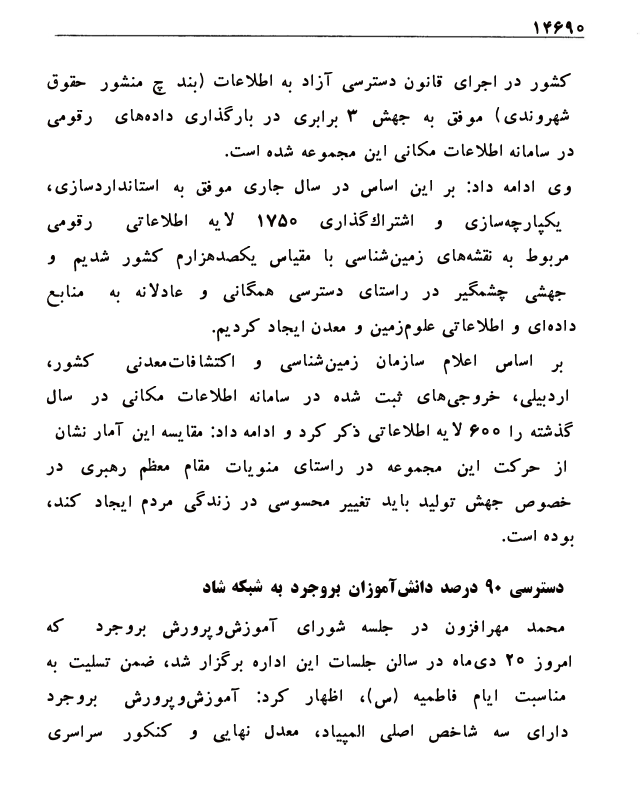 ۱۴۶۹۰
کشور در اجرای قانون دسترسی آزاد به اطلاعات (بند چ منشور حقوق
شهروندی) موفق به جهش ۳ برابری در بارگذاری داده‌های رقومی
در سامانه اطلاعات مکانی این مجموعه شده است.
وی ادامه داد: بر این اساس در سال جاری موفق به استانداردسازی،
یکپارچه‌سازی و اشتراك‌گذاری ۱۷۵۰ لایه اطلاعاتی رقومی
مربوط به نقشه‌های زمین‌شناسی با مقیاس یکصدهزارم کشور شدیم و
جهشی چشمگیر در راستای دسترسی همگانی و عادلانه به منابع
داده‌ای و اطلاعاتی علوم‌زمین و معدن ایجاد کردیم.
بر اساس اعلام سازمان زمین‌شناسی و اکتشافات‌معدنی کشور،
اردبیلی، خروجی‌های ثبت شده در سامانه اطلاعات مکانی در سال
گذشته را ۶۰۰ لایه اطلاعاتی ذکر کرد و ادامه داد: مقایسه این آمار نشان
از حرکت این مجموعه در راستای منویات مقام معظم رهبری در
خصوص جهش تولید باید تغییر محسوسی در زندگی مردم ایجاد کند،
بوده است.
دسترسی ۹۰ درصد دانش‌آموزان بروجرد به شبکه شاد
محمد مهرافزون در جلسه شورای آموزش‌وپرورش بروجرد که
امروز ۲۰ دی‌ماه در سالن جلسات این اداره برگزار شد، ضمن تسلیت به
مناسبت ایام فاطمیه (س)، اظهار کرد: آموزش‌وپرورش بروجرد
دارای سه شاخص اصلی المپیاد، معدل نهایی و کنکور سراسری